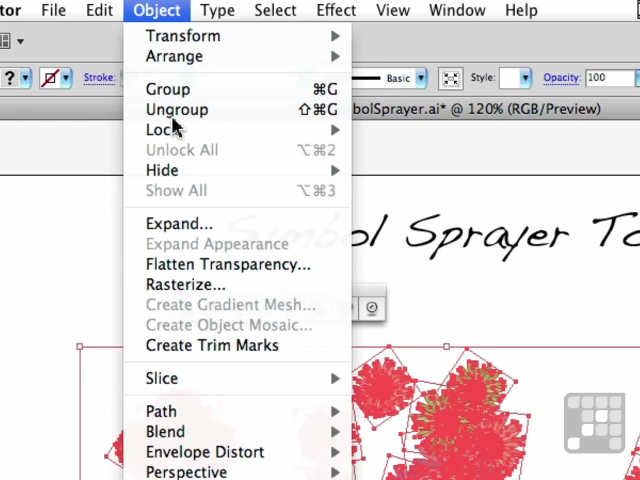 tor File Edit Object Type Select Effect View Window Help
? Stroke: Basic Style: Opacity: 100
bolSprayer.ai* @ 120% (RGB/Preview)
Transform
Arrange
Group ⌘G
Ungroup ⇧⌘G
Loc
Unlock All ⌥⌘2
Hide
Show All ⌥⌘3
Symbol Sprayer To
Expand...
Expand Appearance
Flatten Transparency...
Rasterize...
Create Gradient Mesh...
Create Object Mosaic...
Create Trim Marks
Slice
Path
Blend
Envelope Distort
Perspective